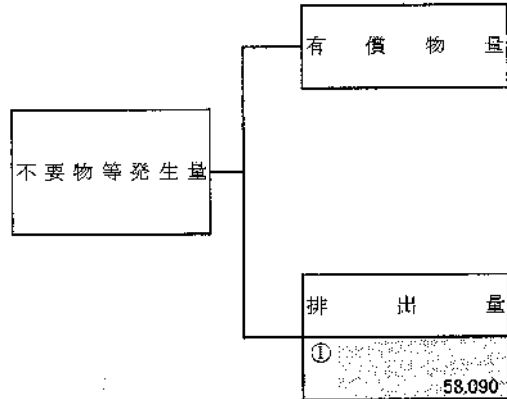 有償物量
不要物等発生量
排出量
①
58,090